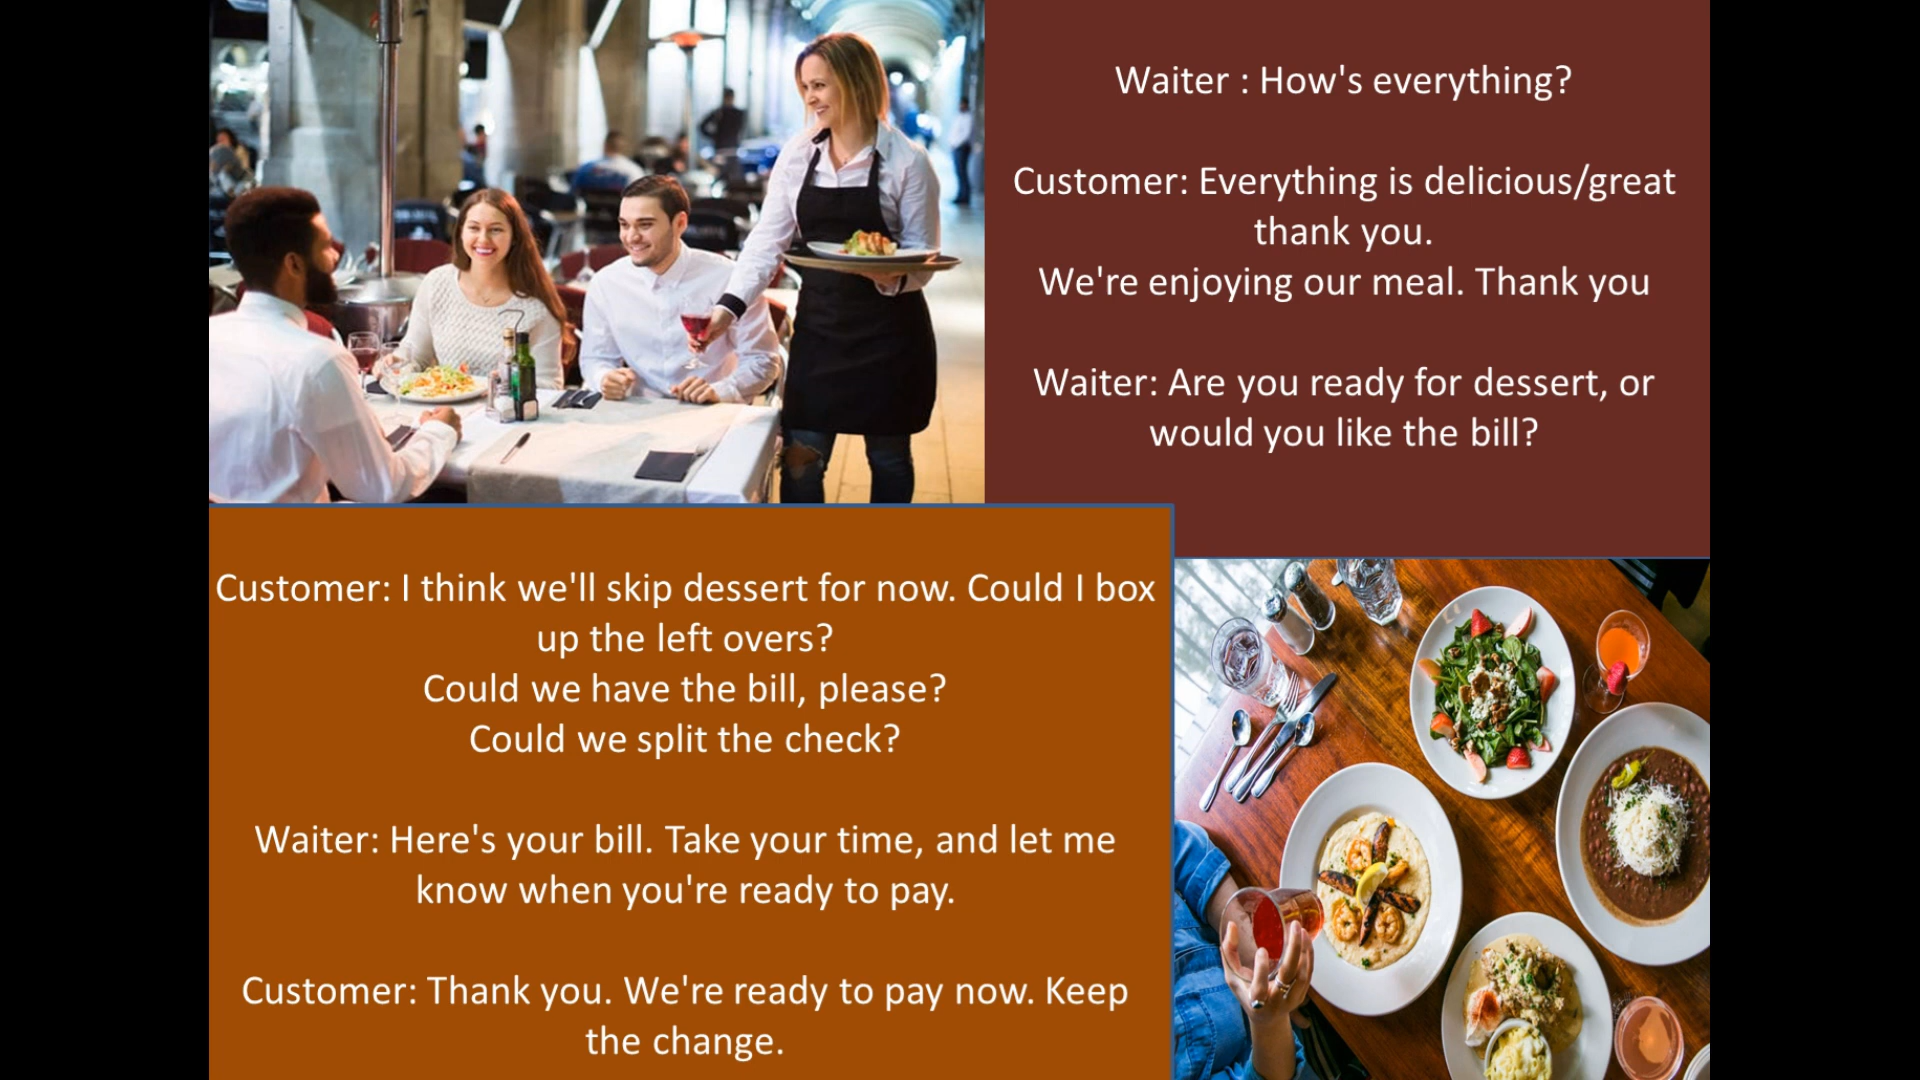 Waiter : How's everything?
Customer: Everything is delicious/great
thank you.
We're enjoying our meal. Thank you
Waiter: Are you ready for dessert, or
would you like the bill?
Customer: I think we'll skip dessert for now. Could I box
up the left overs?
Could we have the bill, please?
Could we split the check?
Waiter: Here's your bill. Take your time, and let me
know when you're ready to pay.
Customer: Thank you. We're ready to pay now. Keep
the change.